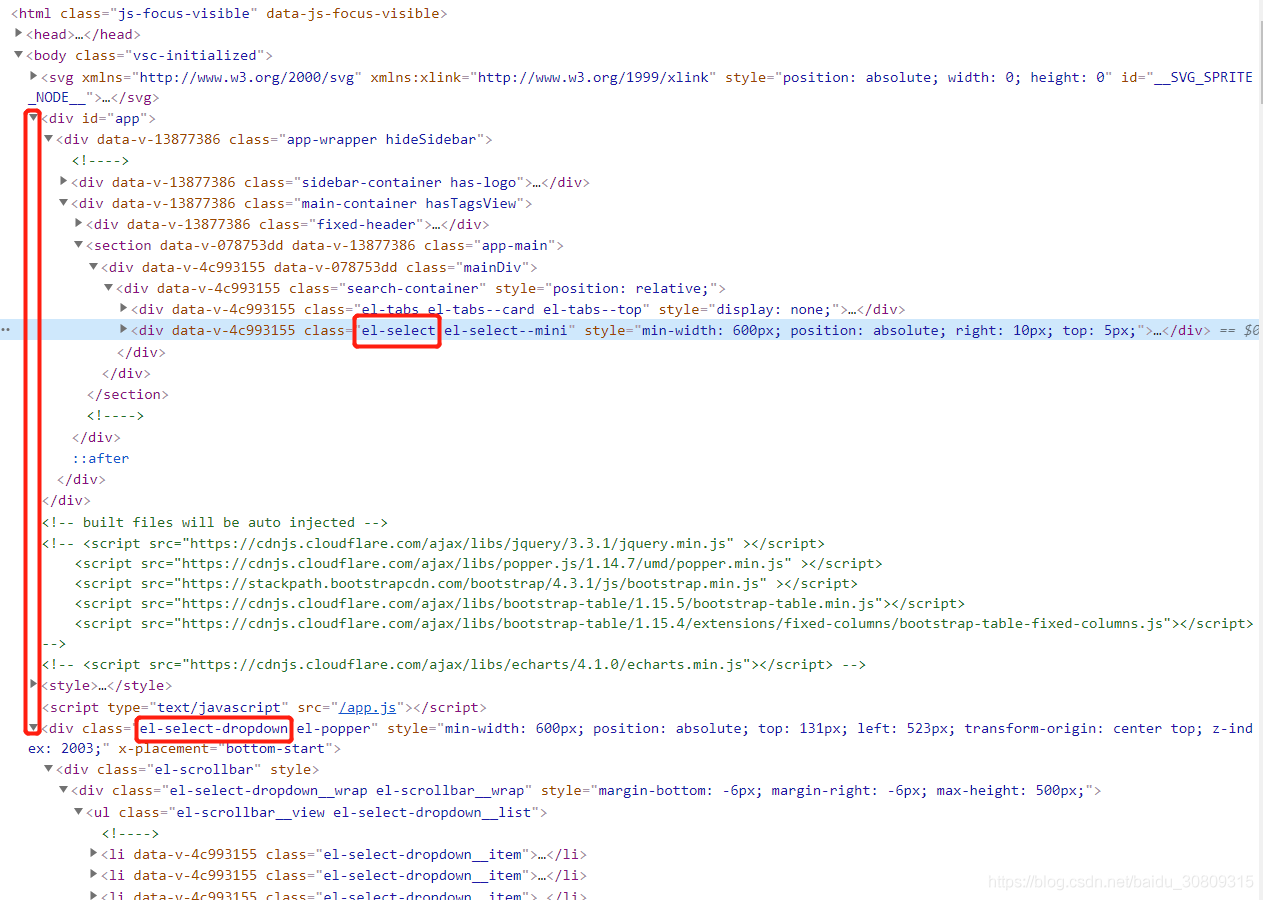 <html class="js-focus-visible" data-js-focus-visible>
<head>…</head>
<body class="vsc-initialized">
<svg xmlns="http://www.w3.org/2000/svg" xmlns:xlink="http://www.w3.org/1999/xlink" style="position: absolute; width: 0; height: 0" id="__SVG_SPRITE
_NODE__">…</svg>
<div id="app">
<div data-v-13877386 class="app-wrapper hideSidebar">
<!---->
<div data-v-13877386 class="sidebar-container has-logo">…</div>
<div data-v-13877386 class="main-container hasTagsView">
<div data-v-13877386 class="fixed-header">…</div>
<section data-v-078753dd data-v-13877386 class="app-main">
<div data-v-4c993155 data-v-078753dd class="mainDiv">
<div data-v-4c993155 class="search-container" style="position: relative;">
<div data-v-4c993155 class="el-tabs el-tabs--card el-tabs--top" style="display: none;">…</div>
<div data-v-4c993155 class="el-select el-select--mini" style="min-width: 600px; position: absolute; right: 10px; top: 5px;">…</div> == $0
</div>
</div>
</section>
<!---->
</div>
::after
</div>
</div>
<!-- built files will be auto injected -->
<!-- <script src="https://cdnjs.cloudflare.com/ajax/libs/jquery/3.3.1/jquery.min.js" ></script>
<script src="https://cdnjs.cloudflare.com/ajax/libs/popper.js/1.14.7/umd/popper.min.js" ></script>
<script src="https://stackpath.bootstrapcdn.com/bootstrap/4.3.1/js/bootstrap.min.js" ></script>
<script src="https://cdnjs.cloudflare.com/ajax/libs/bootstrap-table/1.15.5/bootstrap-table.min.js"></script>
<script src="https://cdnjs.cloudflare.com/ajax/libs/bootstrap-table/1.15.4/extensions/fixed-columns/bootstrap-table-fixed-columns.js"></script>
-->
<!-- <script src="https://cdnjs.cloudflare.com/ajax/libs/echarts/4.1.0/echarts.min.js"></script> -->
<style>…</style>
<script type="text/javascript" src="/app.js"></script>
<div class="el-select-dropdown el-popper" style="min-width: 600px; position: absolute; top: 131px; left: 523px; transform-origin: center top; z-ind
ex: 2003;" x-placement="bottom-start">
<div class="el-scrollbar" style>
<div class="el-select-dropdown__wrap el-scrollbar__wrap" style="margin-bottom: -6px; margin-right: -6px; max-height: 500px;">
<ul class="el-scrollbar__view el-select-dropdown__list">
<!---->
<li data-v-4c993155 class="el-select-dropdown__item">…</li>
<li data-v-4c993155 class="el-select-dropdown__item">…</li>
<li data-v-4c993155 class="el-select-dropdown__item">…</li>
https://blog.csdn.net/baidu_30809315